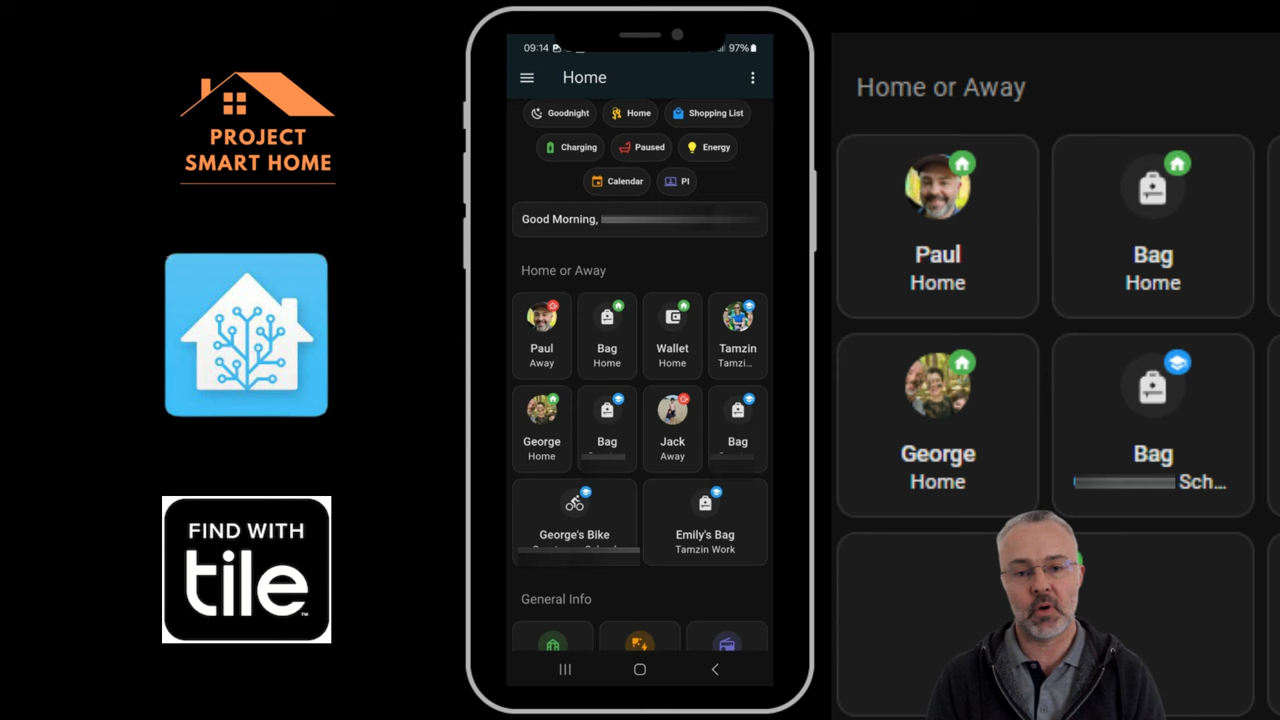 PROJECT
SMART HOME
FIND WITH
tile
09:14
97%
Home
Goodnight
Home
Shopping List
Charging
Paused
Energy
Calendar
PI
Good Morning,
Home or Away
Paul
Away
Bag
Home
Wallet
Home
Tamzin
Tamzi...
George
Home
Bag
Jack
Away
Bag
George's Bike
Emily's Bag
Tamzin Work
General Info
Home or Away
Paul
Home
Bag
Home
George
Home
Bag
Sch...